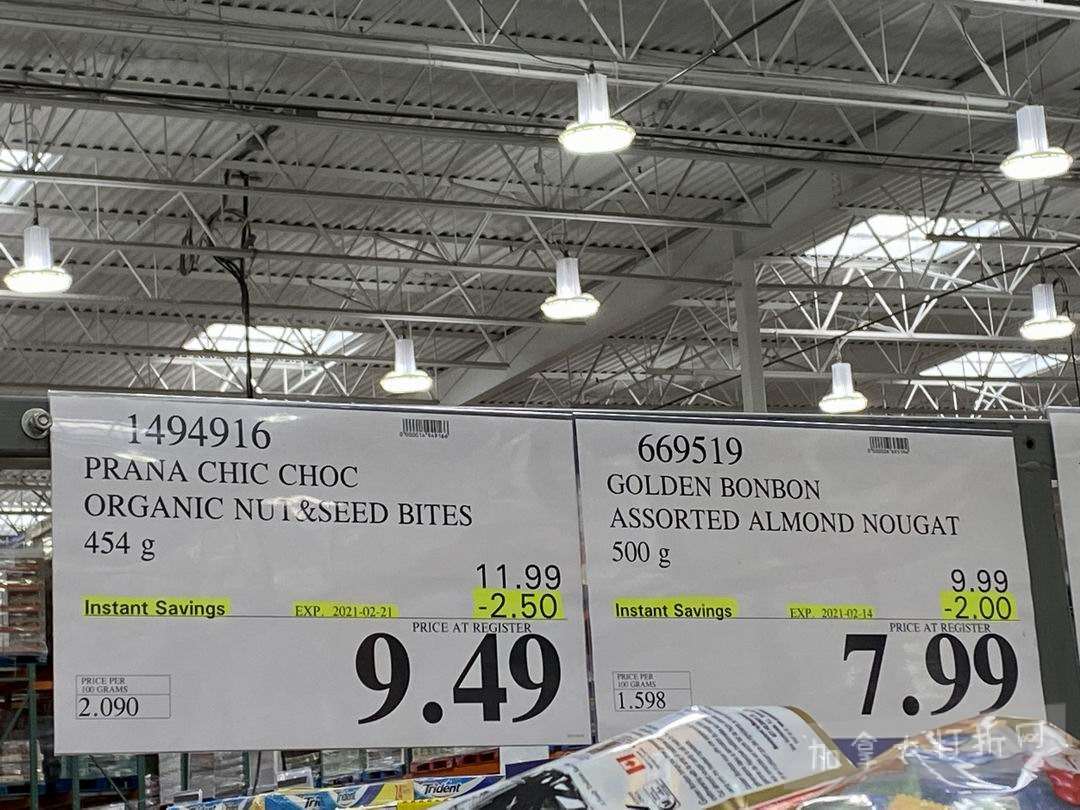 1494916
PRANA CHIC CHOC
ORGANIC NUT&SEED BITES
454 g
11.99
Instant Savings EXP. 2021-02-21 -2.50
PRICE AT REGISTER
9.49
PRICE PER
100 GRAMS
2.090
669519
GOLDEN BONBON
ASSORTED ALMOND NOUGAT
500 g
9.99
Instant Savings EXP. 2021-02-14 -2.00
PRICE AT REGISTER
7.99
PRICE PER
100 GRAMS
1.598
Trident
加拿大打折网